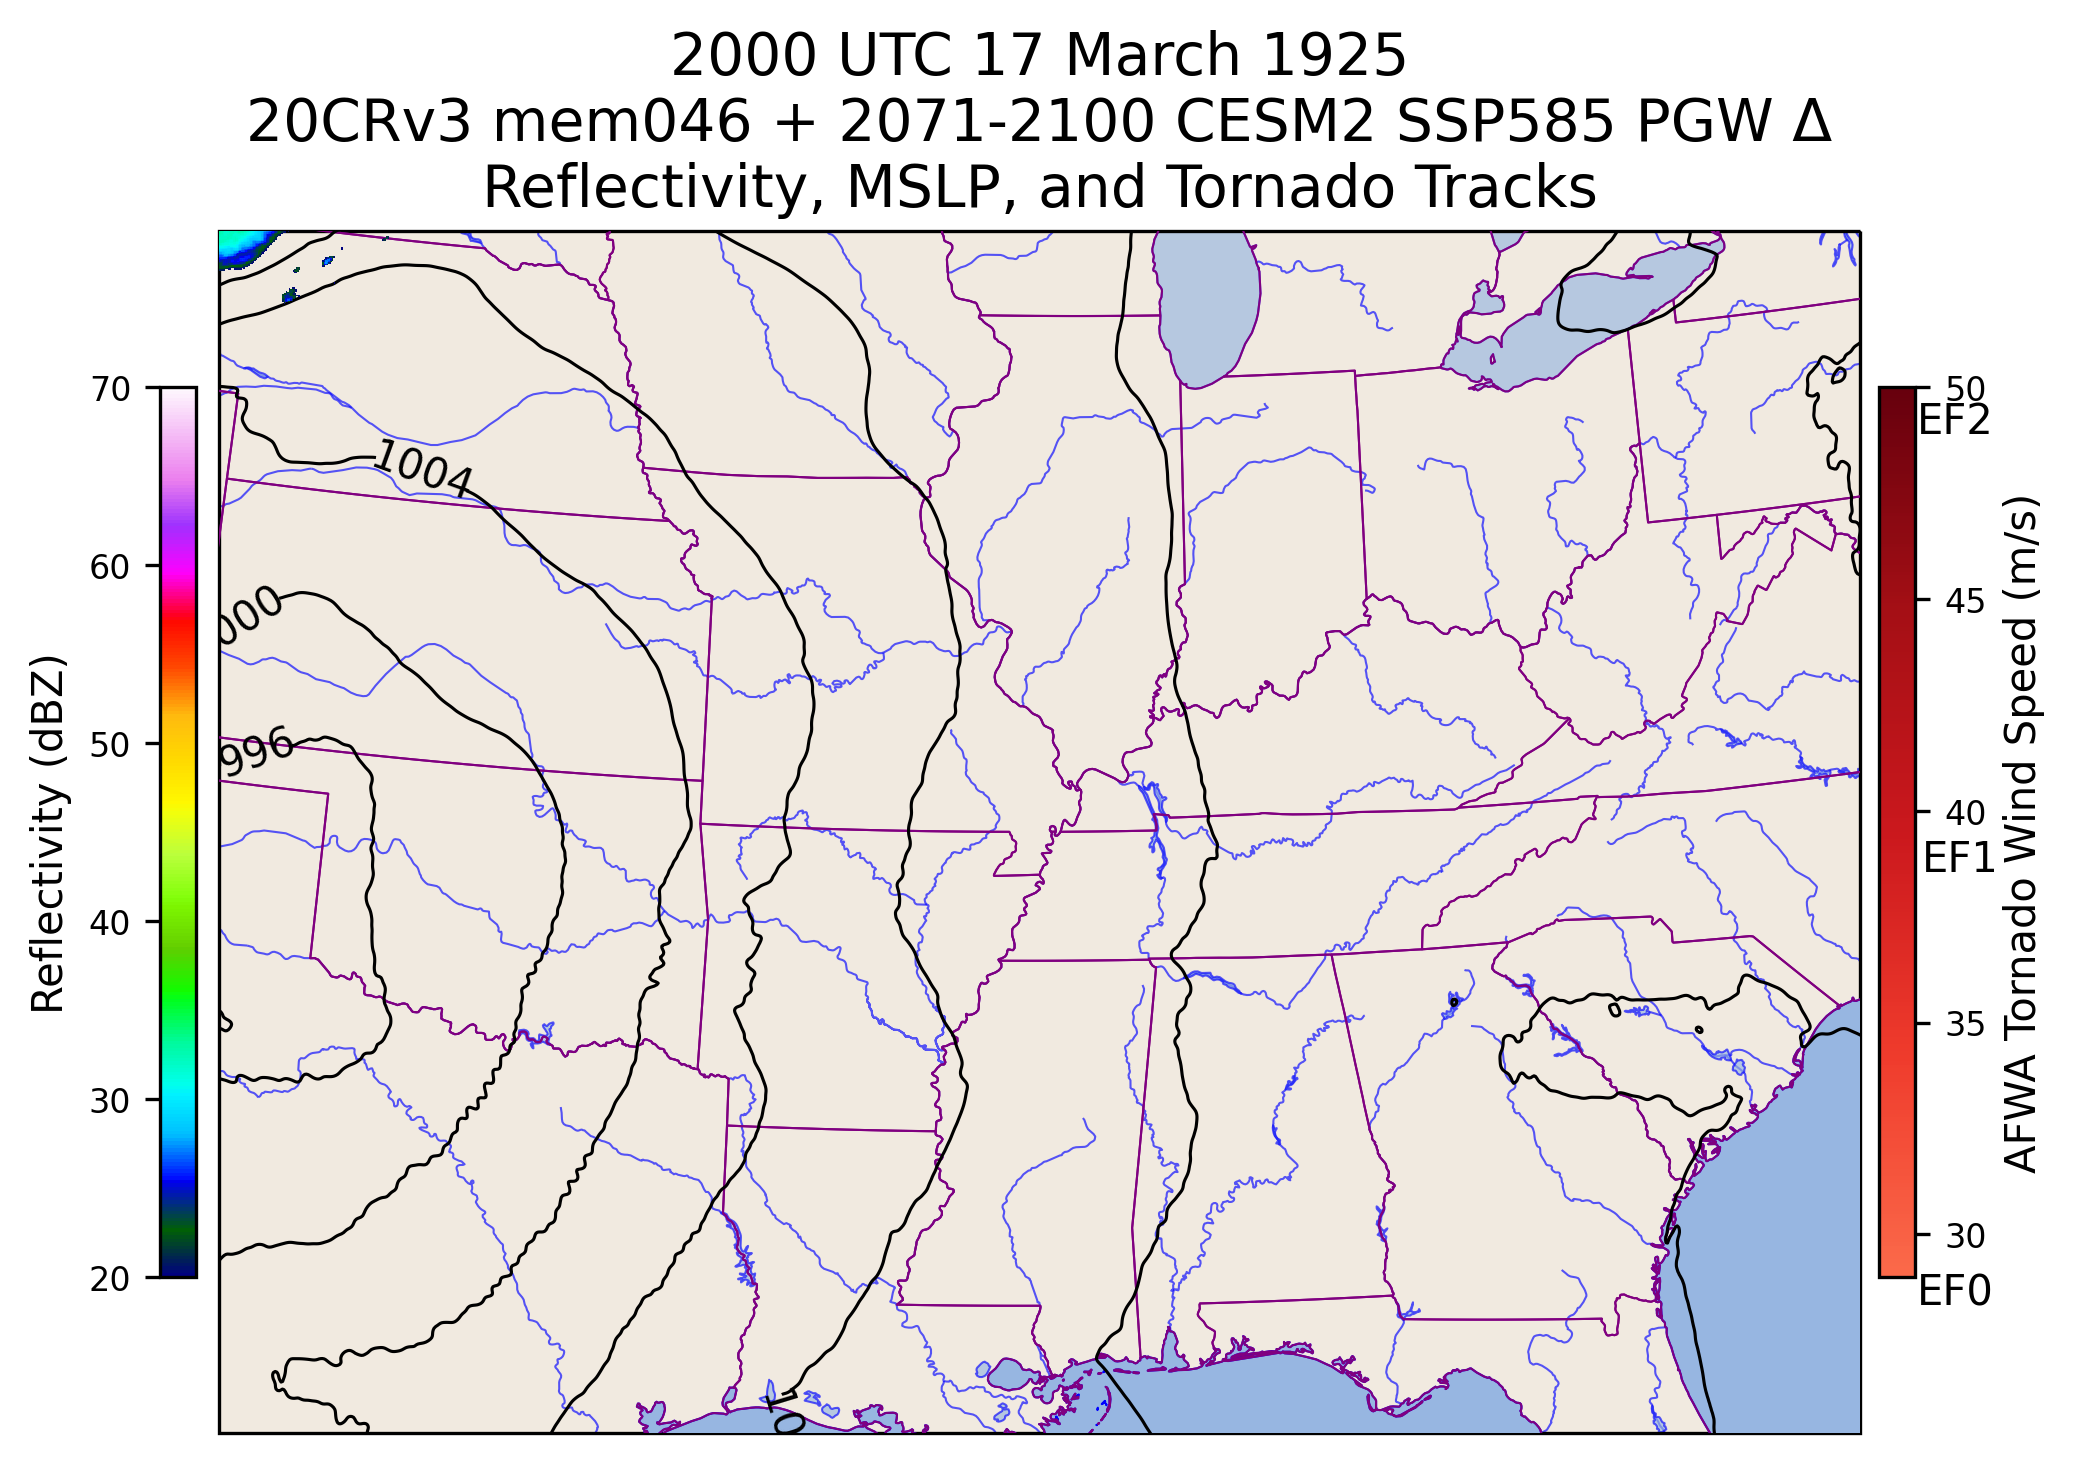 2000 UTC 17 March 1925
20CRv3 mem046 + 2071-2100 CESM2 SSP585 PGW Δ
Reflectivity, MSLP, and Tornado Tracks
70
60
50
40
30
20
Reflectivity (dBZ)
1004
000
996
10
50
EF2
45
40
EF1
35
30
EF0
AFWA Tornado Wind Speed (m/s)